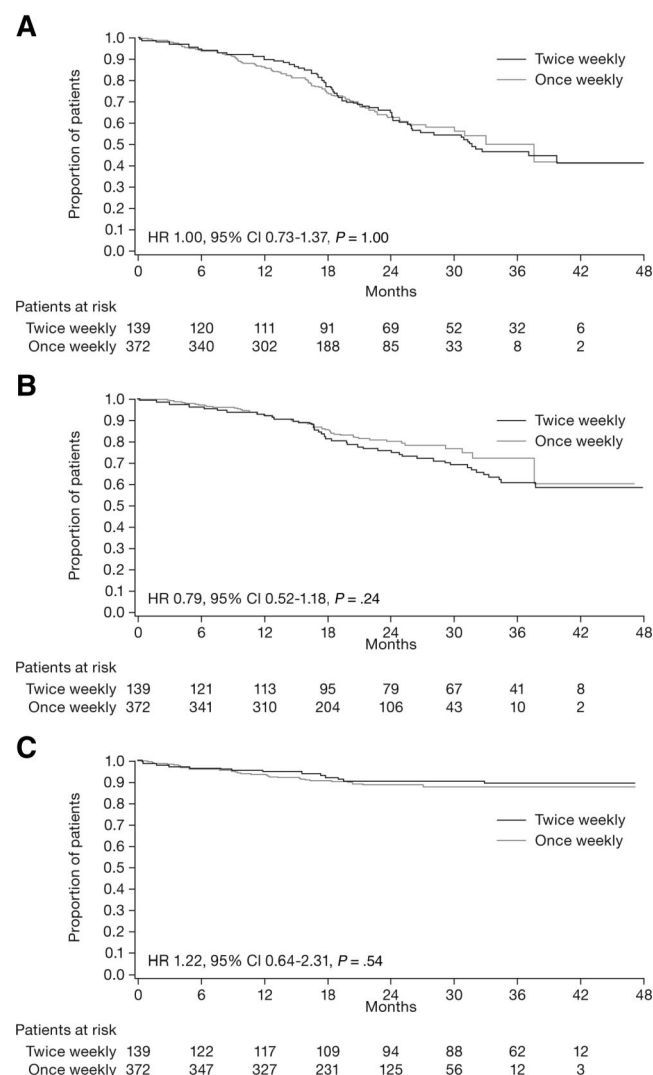 A
Proportion of patients
1.0
0.9
0.8
0.7
0.6
0.5
0.4
0.3
0.2
0.1
0.0
Twice weekly
Once weekly
HR 1.00, 95% CI 0.73-1.37, P = 1.00
0 6 12 18 24 30 36 42 48
Months
Patients at risk
Twice weekly 139 120 111 91 69 52 32 6
Once weekly 372 340 302 188 85 33 8 2
B
Proportion of patients
1.0
0.9
0.8
0.7
0.6
0.5
0.4
0.3
0.2
0.1
0.0
Twice weekly
Once weekly
HR 0.79, 95% CI 0.52-1.18, P = .24
0 6 12 18 24 30 36 42 48
Months
Patients at risk
Twice weekly 139 121 113 95 79 67 41 8
Once weekly 372 341 310 204 106 43 10 2
C
Proportion of patients
1.0
0.9
0.8
0.7
0.6
0.5
0.4
0.3
0.2
0.1
0.0
Twice weekly
Once weekly
HR 1.22, 95% CI 0.64-2.31, P = .54
0 6 12 18 24 30 36 42 48
Months
Patients at risk
Twice weekly 139 122 117 109 94 88 62 12
Once weekly 372 347 327 231 125 56 12 3